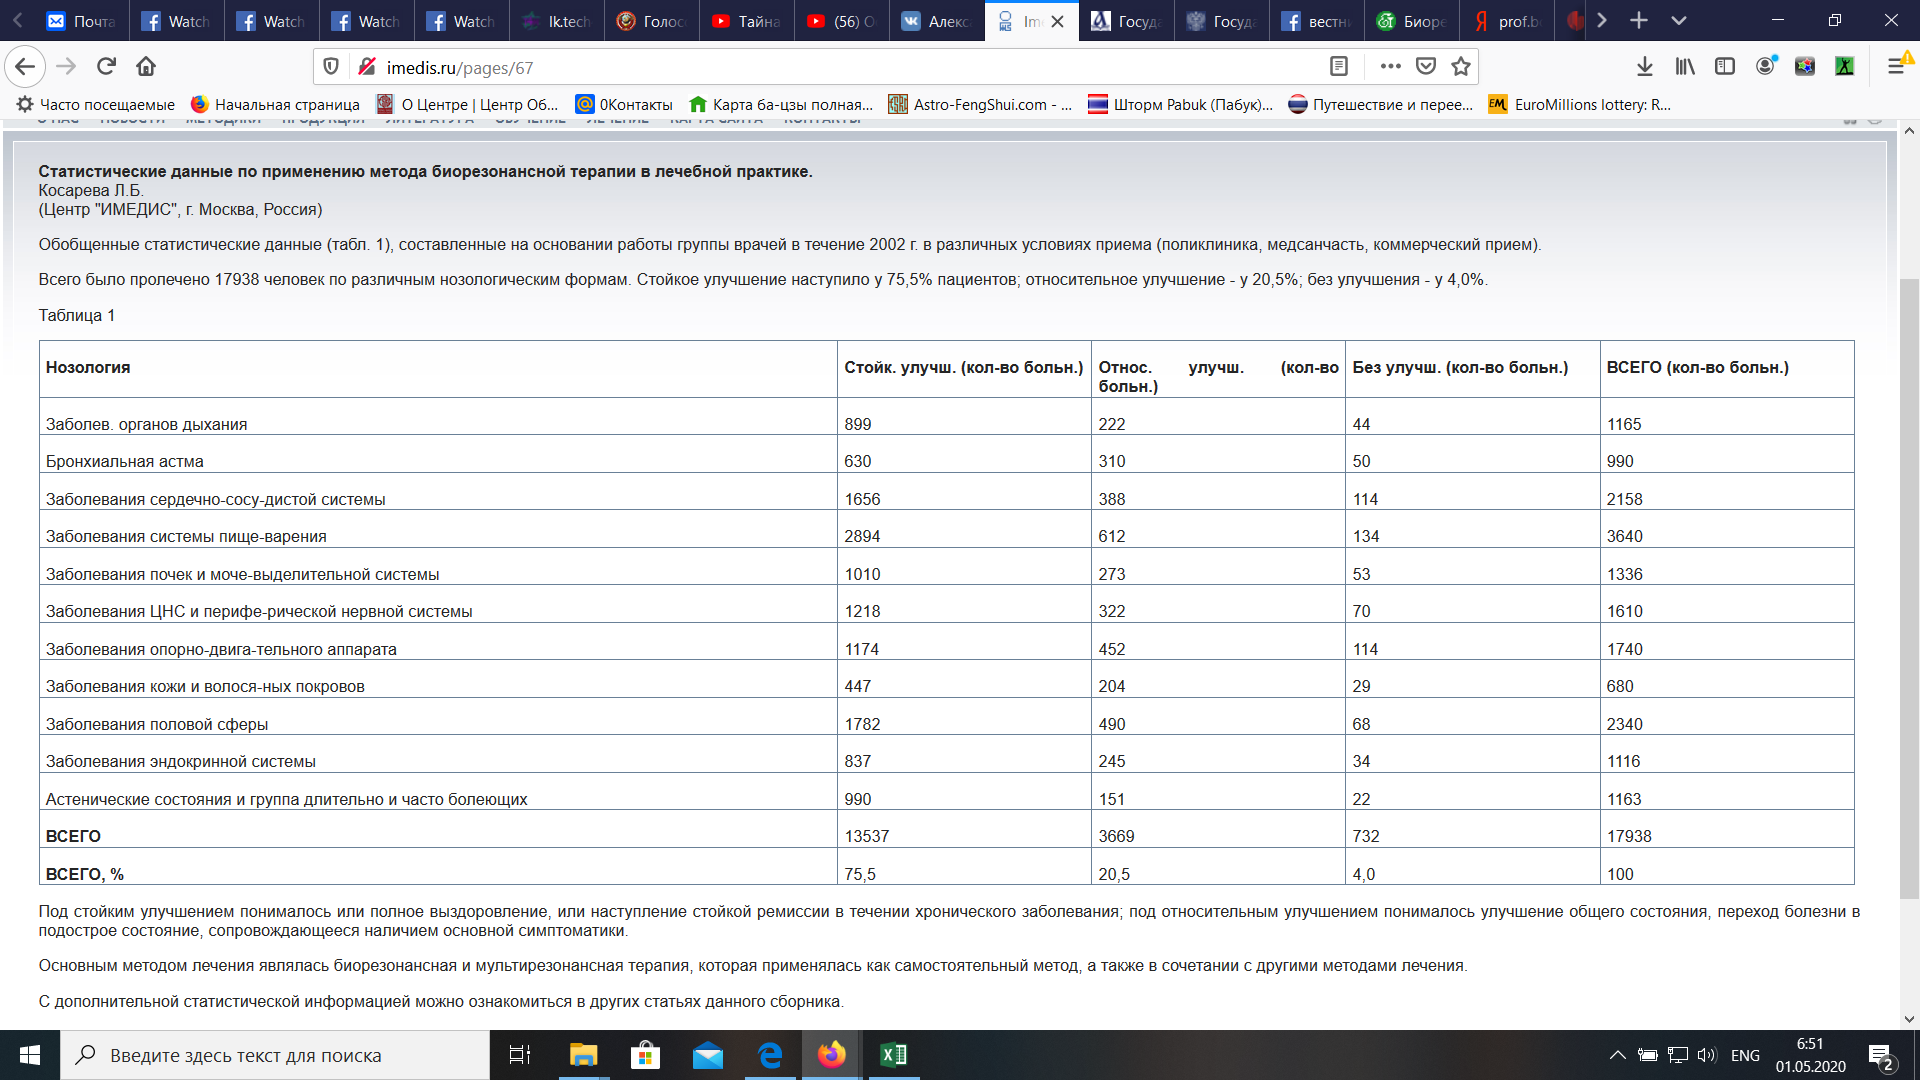 Почта
Watch
Watch
Watch
Watch
lk.tech
Голос
Тайна
(56) О
Алекс
Ime
Госуда
Госуда
вестн
Биоре
prof.b
imedis.ru/pages/67
Часто посещаемые
Начальная страница
О Центре | Центр Об...
0Контакты
Карта ба-цзы полная...
Astro-FengShui.com - ...
Шторм Pabuk (Пабук)...
Путешествие и перее...
EuroMillions lottery: R...
О НАС НОВОСТИ МЕТОДИКИ ПРОДУКЦИЯ ЛИТЕРАТУРА ОБУЧЕНИЕ ЛЕЧЕНИЕ КАРТА САЙТА КОНТАКТЫ
Статистические данные по применению метода биорезонансной терапии в лечебной практике.
Косарева Л.Б.
(Центр "ИМЕДИС", г. Москва, Россия)
Обобщенные статистические данные (табл. 1), составленные на основании работы группы врачей в течение 2002 г. в различных условиях приема (поликлиника, медсанчасть, коммерческий прием).
Всего было пролечено 17938 человек по различным нозологическим формам. Стойкое улучшение наступило у 75,5% пациентов; относительное улучшение - у 20,5%; без улучшения - у 4,0%.
Таблица 1
Нозология Стойк. улучш. (кол-во больн.) Относ. улучш. (кол-во больн.) Без улучш. (кол-во больн.) ВСЕГО (кол-во больн.)
Заболев. органов дыхания 899 222 44 1165
Бронхиальная астма 630 310 50 990
Заболевания сердечно-сосу-дистой системы 1656 388 114 2158
Заболевания системы пище-варения 2894 612 134 3640
Заболевания почек и моче-выделительной системы 1010 273 53 1336
Заболевания ЦНС и перифе-рической нервной системы 1218 322 70 1610
Заболевания опорно-двига-тельного аппарата 1174 452 114 1740
Заболевания кожи и волося-ных покровов 447 204 29 680
Заболевания половой сферы 1782 490 68 2340
Заболевания эндокринной системы 837 245 34 1116
Астенические состояния и группа длительно и часто болеющих 990 151 22 1163
ВСЕГО 13537 3669 732 17938
ВСЕГО, % 75,5 20,5 4,0 100
Под стойким улучшением понималось или полное выздоровление, или наступление стойкой ремиссии в течении хронического заболевания; под относительным улучшением понималось улучшение общего состояния, переход болезни в
подострое состояние, сопровождающееся наличием основной симптоматики.
Основным методом лечения являлась биорезонансная и мультирезонансная терапия, которая применялась как самостоятельный метод, а также в сочетании с другими методами лечения.
С дополнительной статистической информацией можно ознакомиться в других статьях данного сборника.
Введите здесь текст для поиска
ENG
6:51
01.05.2020
2